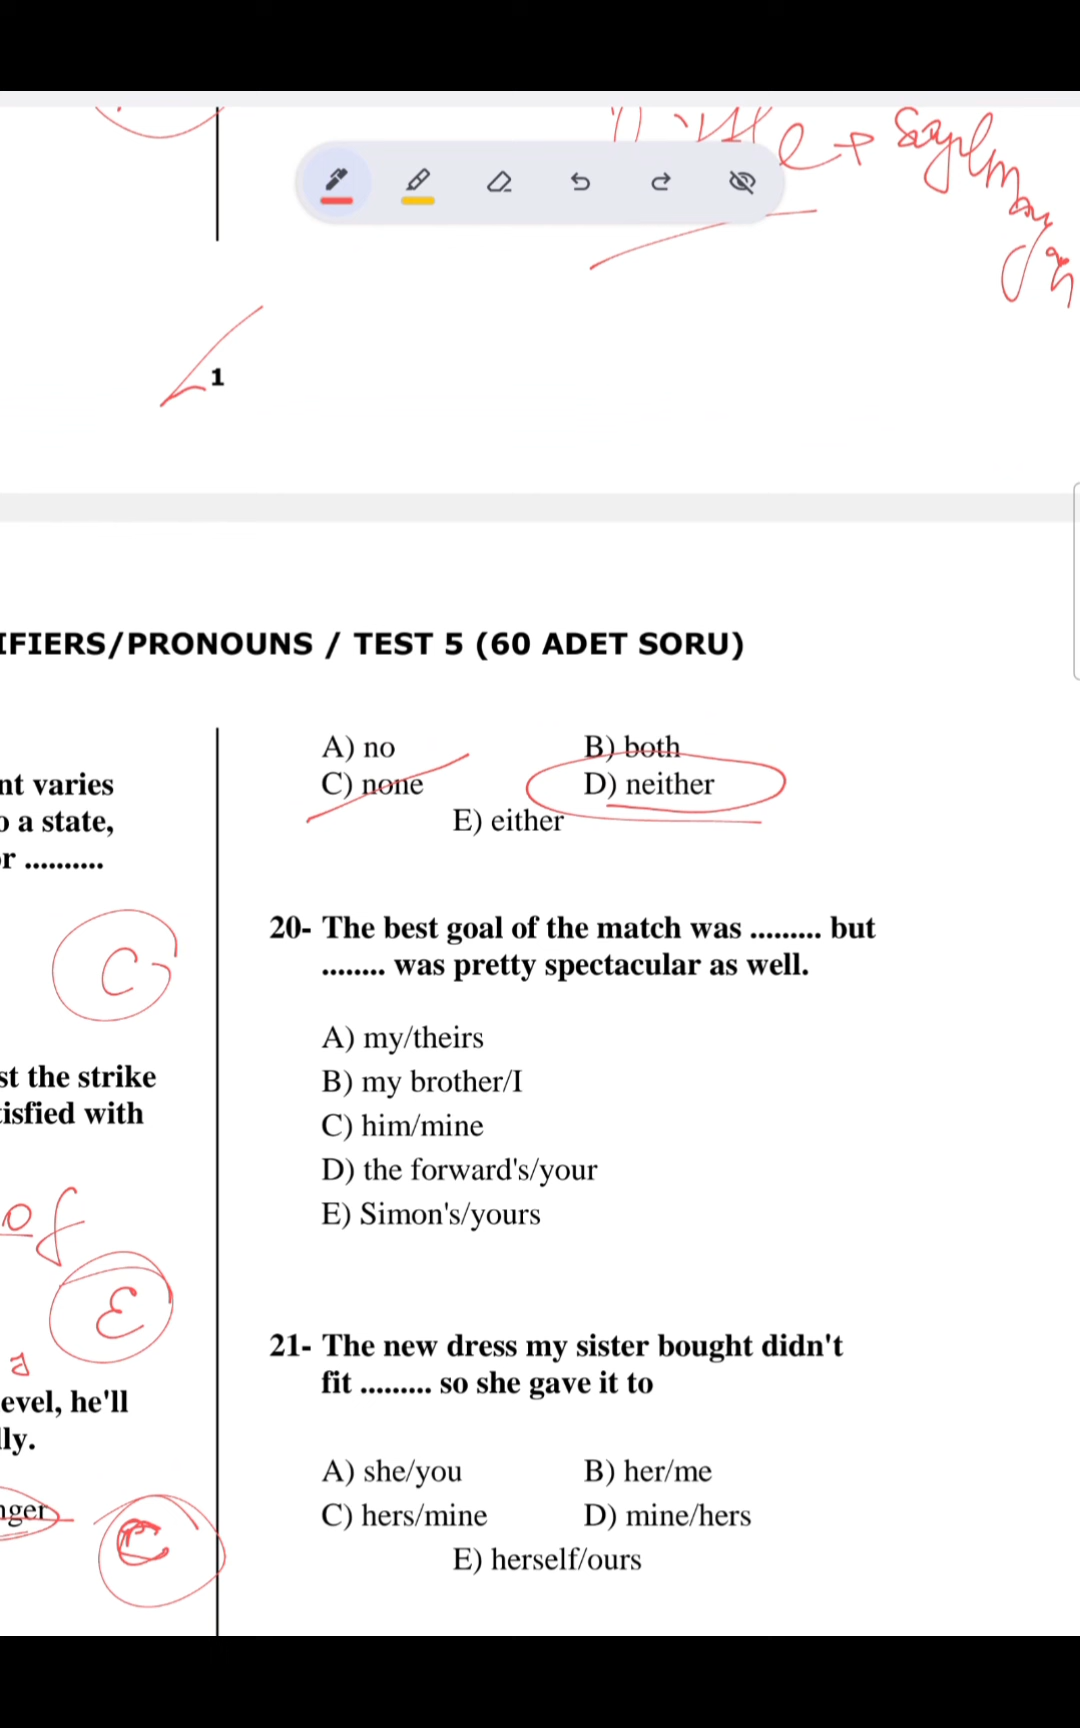 1
IFIERS/PRONOUNS / TEST 5 (60 ADET SORU)
nt varies
o a state,
r ..........
C
st the strike
isfied with
of
E
a
evel, he'll
lly.
nger
C
A) no
B) both
C) none
D) neither
E) either
20- The best goal of the match was ......... but
........ was pretty spectacular as well.
A) my/theirs
B) my brother/I
C) him/mine
D) the forward's/your
E) Simon's/yours
21- The new dress my sister bought didn't
fit ......... so she gave it to
A) she/you
B) her/me
C) hers/mine
D) mine/hers
E) herself/ours